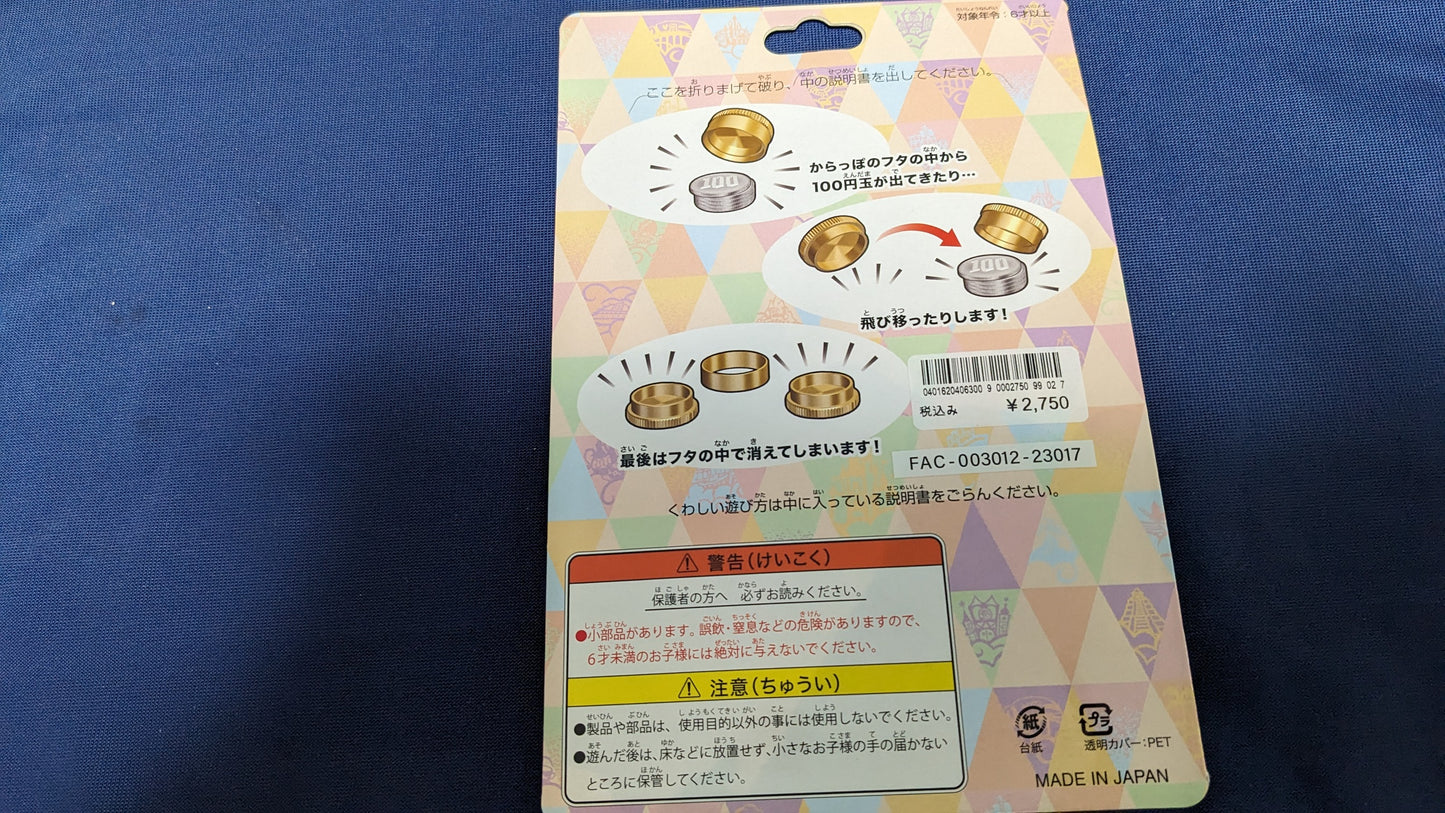 対象年令：6才以上
ここを折りまげて破り、中の説明書を出してください。
100
からっぽのフタの中から
100円玉が出てきたり…
100
飛び移ったりします！
0401620406300 9 0002750 99 02 7
税込み ￥2,750
最後はフタの中で消えてしまいます！
FAC-003012-23017
くわしい遊び方は中に入っている説明書をごらんください。
警告（けいこく）
保護者の方へ 必ずお読みください。
●小部品があります。誤飲・窒息などの危険がありますので、
6才未満のお子様には絶対に与えないでください。
注意（ちゅうい）
●製品や部品は、使用目的以外の事には使用しないでください。
●遊んだ後は、床などに放置せず、小さなお子様の手の届かない
ところに保管してください。
紙
台紙
プラ
透明カバー：PET
MADE IN JAPAN